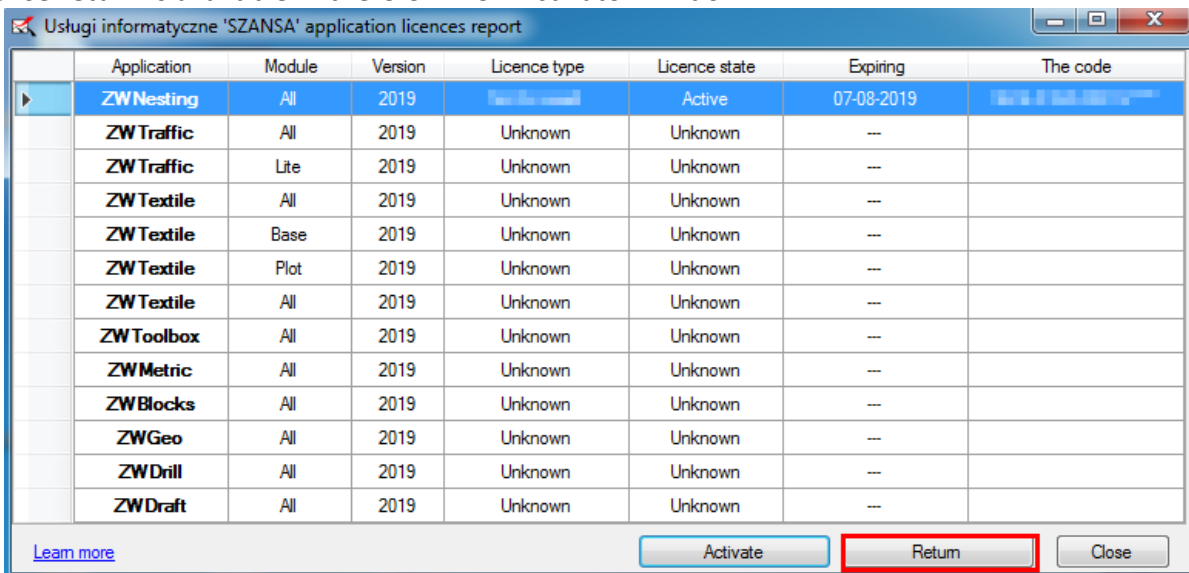 Usługi informatyczne 'SZANSA' application licences report
Application Module Version Licence type Licence state Expiring The code
ZWNesting All 2019 Active 07-08-2019
ZWTraffic All 2019 Unknown Unknown ---
ZWTraffic Lite 2019 Unknown Unknown ---
ZWTextile All 2019 Unknown Unknown ---
ZWTextile Base 2019 Unknown Unknown ---
ZWTextile Plot 2019 Unknown Unknown ---
ZWTextile All 2019 Unknown Unknown ---
ZWToolbox All 2019 Unknown Unknown ---
ZWMetric All 2019 Unknown Unknown ---
ZWBlocks All 2019 Unknown Unknown ---
ZWGeo All 2019 Unknown Unknown ---
ZWDrill All 2019 Unknown Unknown ---
ZWDraft All 2019 Unknown Unknown ---
Learn more Activate Return Close